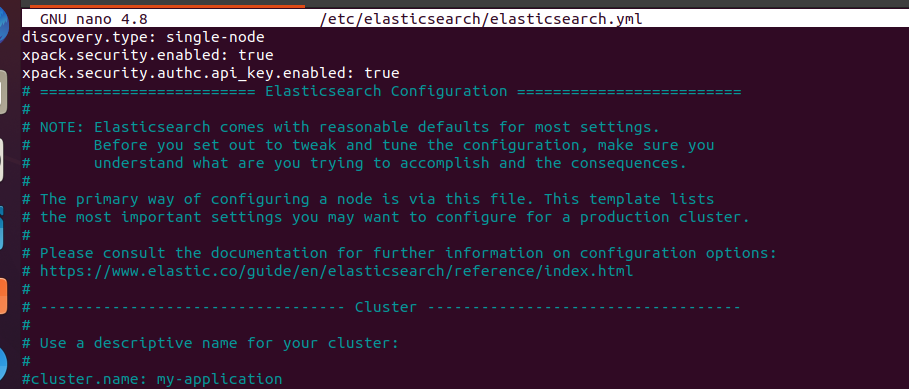 GNU nano 4.8 /etc/elasticsearch/elasticsearch.yml
discovery.type: single-node
xpack.security.enabled: true
xpack.security.authc.api_key.enabled: true
# ======================== Elasticsearch Configuration =========================
#
# NOTE: Elasticsearch comes with reasonable defaults for most settings.
#       Before you set out to tweak and tune the configuration, make sure you
#       understand what are you trying to accomplish and the consequences.
#
# The primary way of configuring a node is via this file. This template lists
# the most important settings you may want to configure for a production cluster.
#
# Please consult the documentation for further information on configuration options:
# https://www.elastic.co/guide/en/elasticsearch/reference/index.html
#
# ---------------------------------- Cluster -----------------------------------
#
# Use a descriptive name for your cluster:
#
#cluster.name: my-application